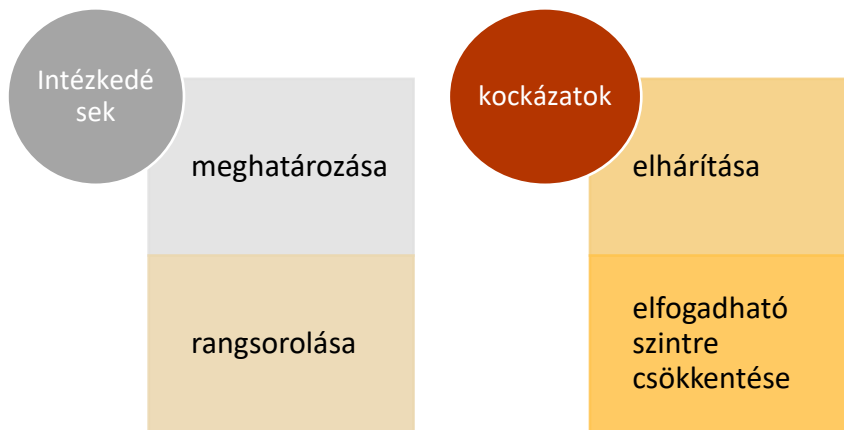 Intézkedé
sek
meghatározása
rangsorolása
kockázatok
elhárítása
elfogadható
szintre
csökkentése